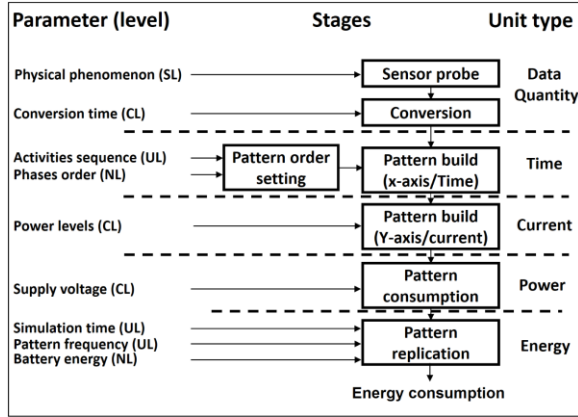 Parameter (level) Stages Unit type
Physical phenomenon (SL) Sensor probe Data
Quantity
Conversion time (CL) Conversion
Activities sequence (UL) Pattern order Pattern build Time
Phases order (NL) setting (x-axis/Time)
Power levels (CL) Pattern build Current
(Y-axis/current)
Supply voltage (CL) Pattern Power
consumption
Simulation time (UL)
Pattern frequency (UL) Pattern Energy
Battery energy (NL) replication
Energy consumption